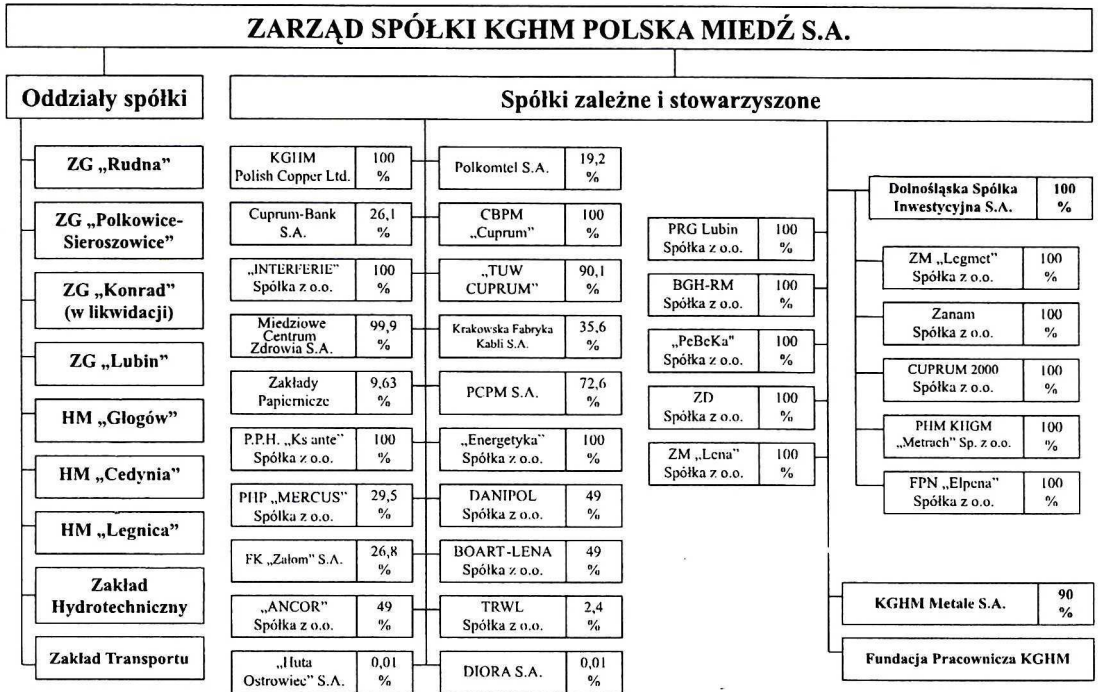 ZARZĄD SPÓŁKI KGHM POLSKA MIEDŹ S.A.
Oddziały spółki
ZG „Rudna”
ZG „Polkowice-
Sieroszowice”
ZG „Konrad”
(w likwidacji)
ZG „Lubin”
HM „Głogów”
HM „Cedynia”
HM „Legnica”
Zakład
Hydrotechniczny
Zakład Transportu
Spółki zależne i stowarzyszone
KGHM
Polish Copper Ltd.
100
%
Cuprum-Bank
S.A.
26,1
%
„INTERFERIE”
Spółka z o.o.
100
%
Miedziowe
Centrum
Zdrowia S.A.
99,9
%
Zakłady
Papiernicze
9,63
%
P.P.H. „Ksante”
Spółka z o.o.
100
%
PHP „MERCUS”
Spółka z o.o.
29,5
%
FK „Załom” S.A.
26,8
%
„ANCOR”
Spółka z o.o.
49
%
„Huta
Ostrowiec” S.A.
0,01
%
Polkomtel S.A.
19,2
%
CBPM
„Cuprum”
100
%
„TUW
CUPRUM”
90,1
%
Krakowska Fabryka
Kabli S.A.
35,6
%
PCPM S.A.
72,6
%
„Energetyka”
Spółka z o.o.
100
%
DANIPOL
Spółka z o.o.
49
%
BOART-LENA
Spółka z o.o.
49
%
TRWL
Spółka z o.o.
2,4
%
DIORA S.A.
0,01
%
PRG Lubin
Spółka z o.o.
100
%
BGH-RM
Spółka z o.o.
100
%
„PeBeKa"
Spółka z o.o.
100
%
ZD
Spółka z o.o.
100
%
ZM „Lena”
Spółka z o.o.
100
%
Dolnośląska Spółka
Inwestycyjna S.A.
100
%
ZM „Legmet”
Spółka z o.o.
100
%
Zanam
Spółka z o.o.
100
%
CUPRUM 2000
Spółka z o.o.
100
%
PHM KHGM
„Metrach” Sp. z o.o.
100
%
FPN „Elpena”
Spółka z o.o.
100
%
KGHM Metale S.A.
90
%
Fundacja Pracownicza KGHM